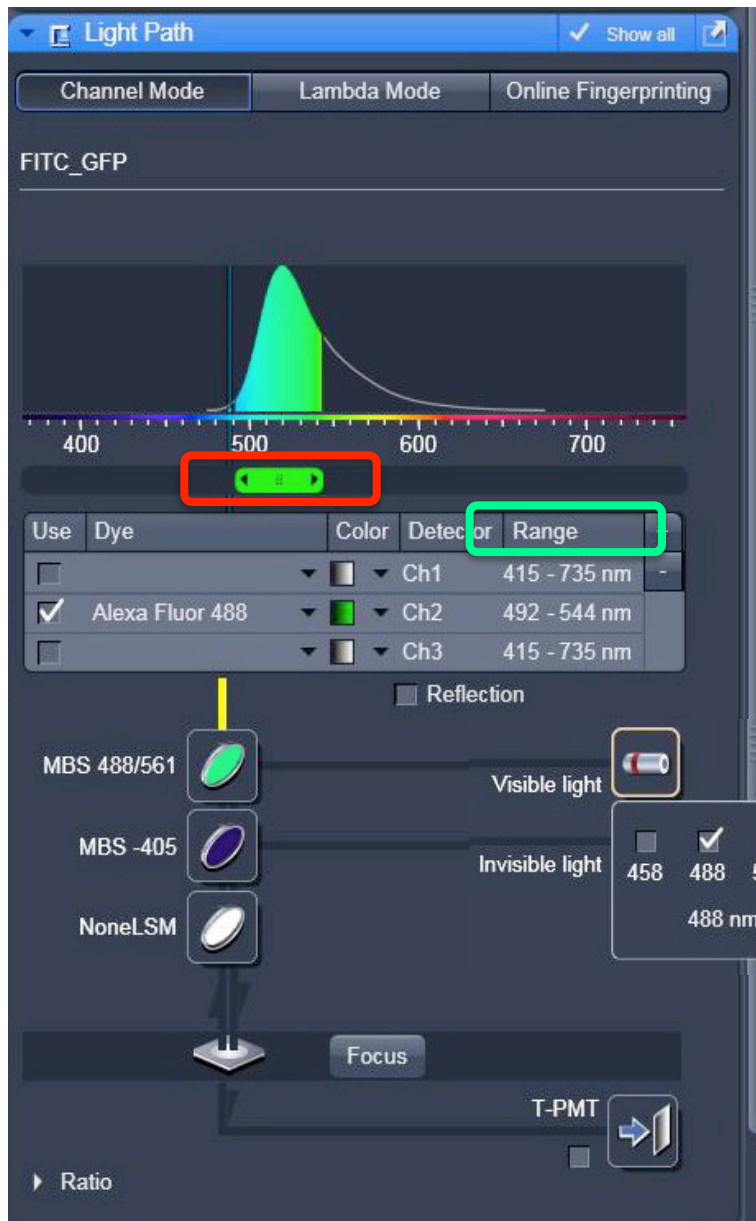 Light Path ✓ Show all
Channel Mode Lambda Mode Online Fingerprinting
FITC_GFP
400 500 600 700
Use Dye Color Detector Range
Ch1 415 - 735 nm -
Alexa Fluor 488 Ch2 492 - 544 nm
Ch3 415 - 735 nm
Reflection
MBS 488/561
Visible light
MBS -405
Invisible light
458 488 5
488 nm
NoneLSM
Focus
T-PMT
Ratio